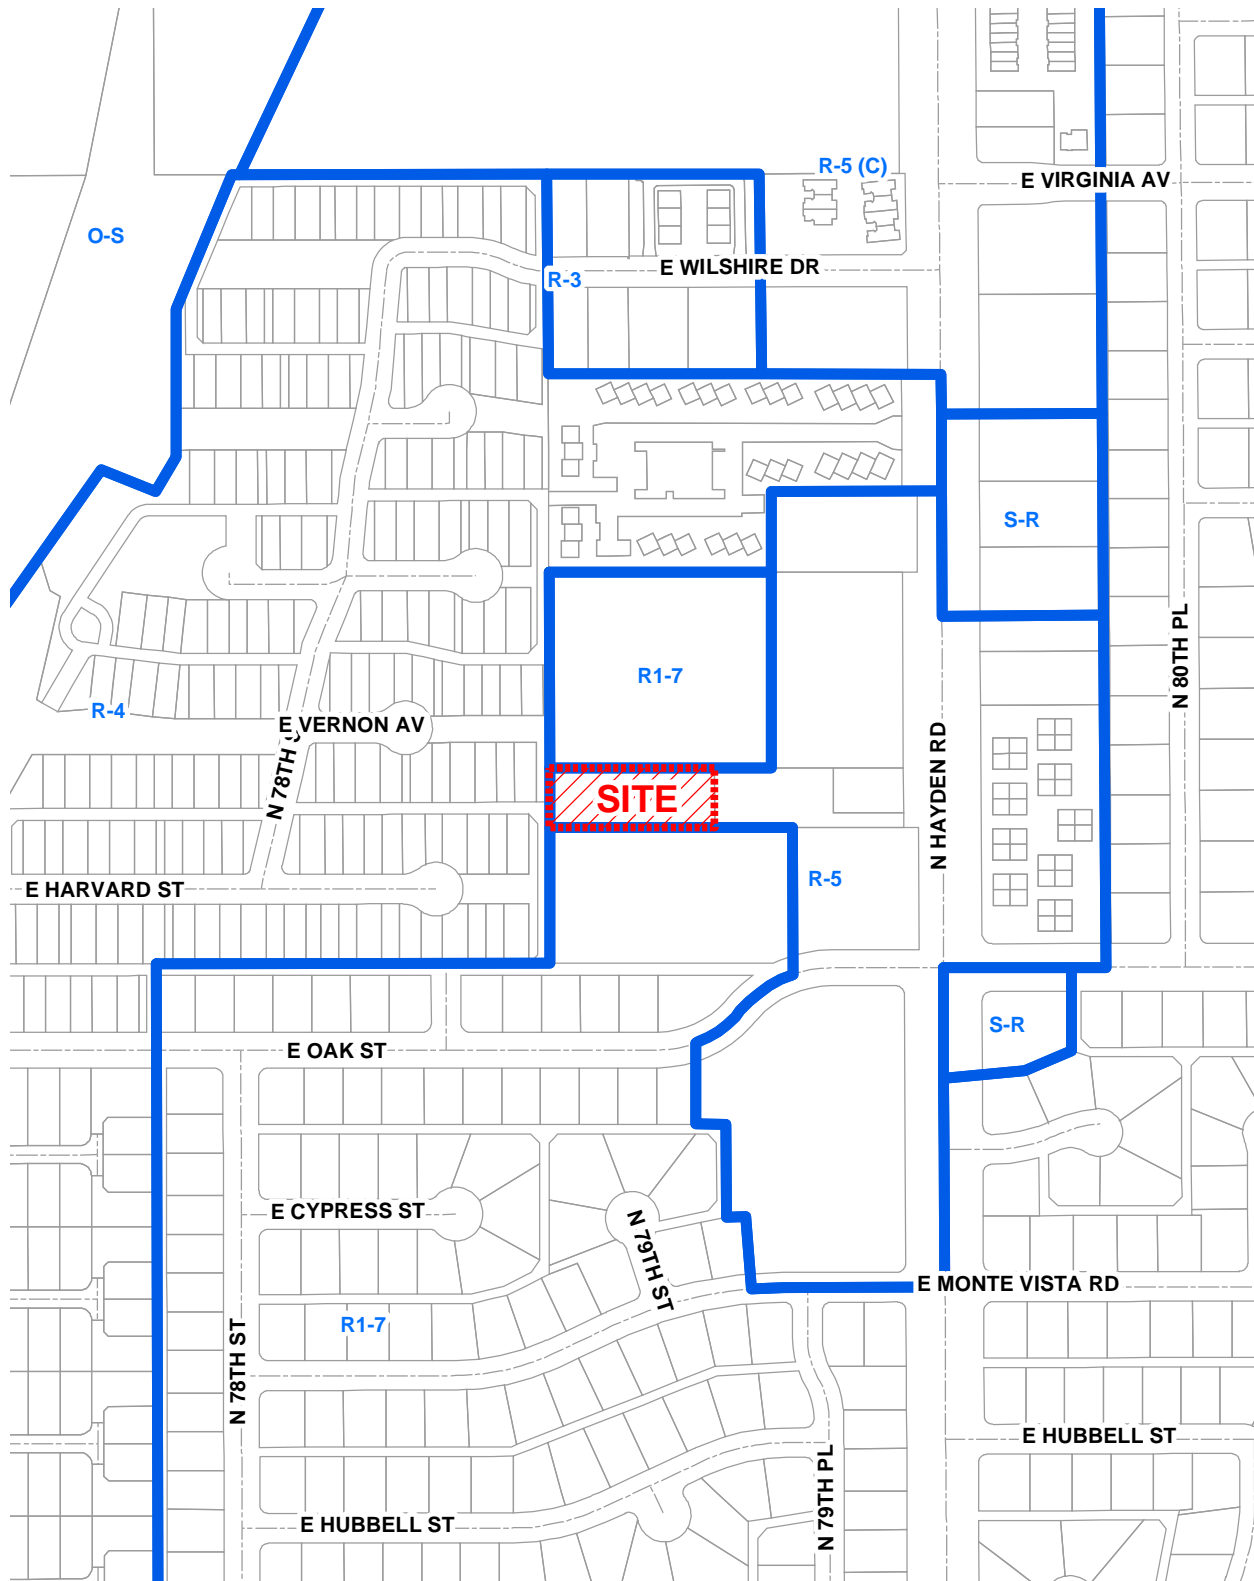 R-5 (C)
E VIRGINIA AV
O-S
E WILSHIRE DR
R-3
S-R
N 80TH PL
R1-7
R-4
E VERNON AV
N 78TH S
N HAYDEN RD
SITE
R-5
E HARVARD ST
S-R
E OAK ST
E CYPRESS ST
N 79TH ST
E MONTE VISTA RD
R1-7
N 78TH ST
E HUBBELL ST
N 79TH PL
E HUBBELL ST